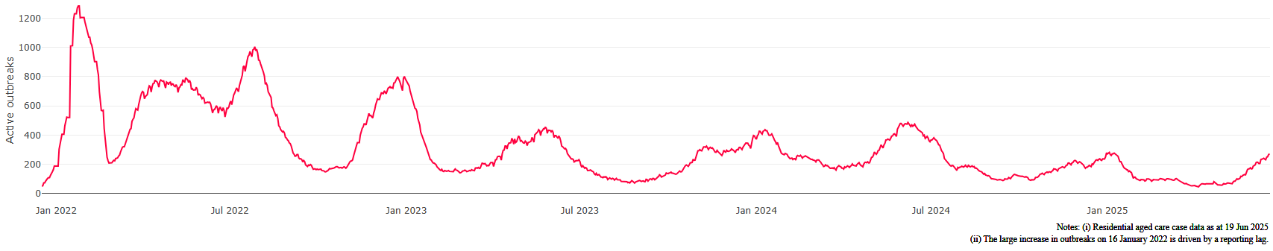 Active outbreaks
1200
1000
800
600
400
200
0
Jan 2022 Jul 2022 Jan 2023 Jul 2023 Jan 2024 Jul 2024 Jan 2025
Notes: (i) Residential aged care case data as at 19 Jun 2025
(ii) The large increase in outbreaks on 16 January 2022 is driven by a reporting lag.